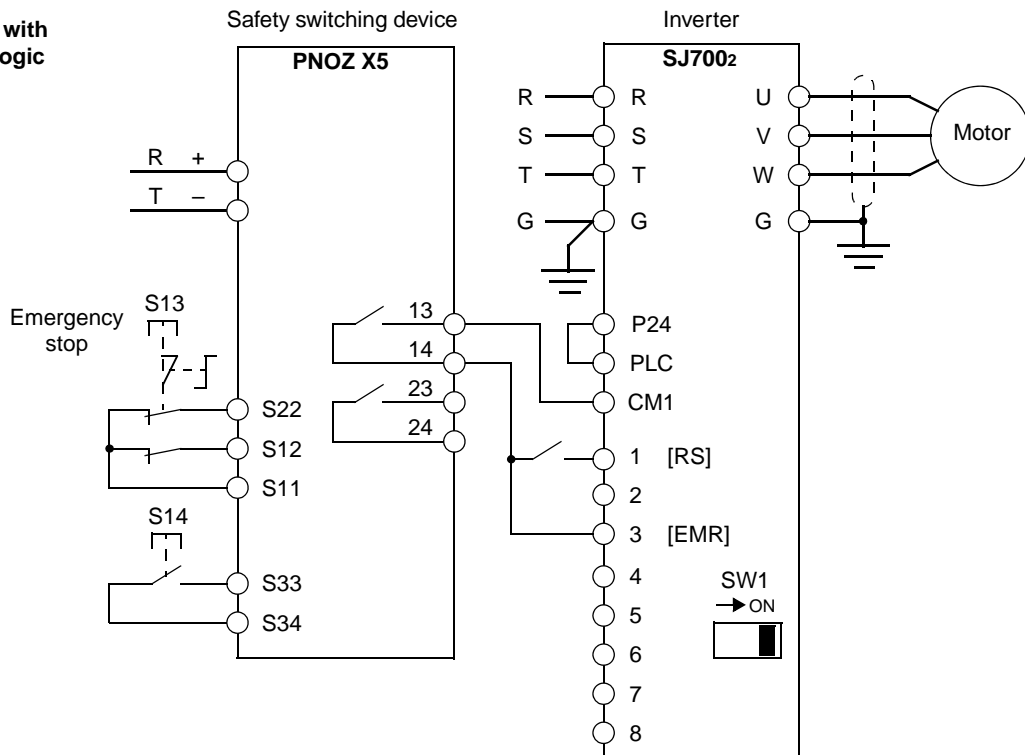 with
ogic
Safety switching device
PNOZ X5
R +
T –
Emergency
stop
S13
S22
S12
S11
S14
S33
S34
13
14
23
24
Inverter
SJ7002
R R
S S
T T
G G
U
V
W
G
Motor
P24
PLC
CM1
1 [RS]
2
3 [EMR]
4
5
6
7
8
SW1
ON